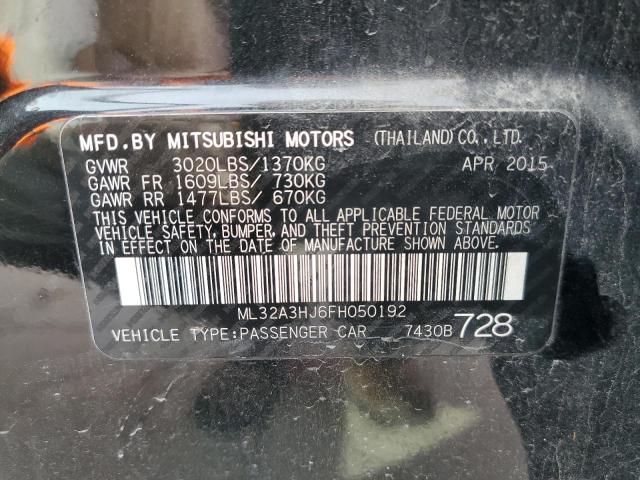 MFD.BY MITSUBISHI MOTORS (THAILAND)CO.,LTD.
GVWR 3020LBS/1370KG APR 2015
GAWR FR 1609LBS/ 730KG
GAWR RR 1477LBS/ 670KG
THIS VEHICLE CONFORMS TO ALL APPLICABLE FEDERAL MOTOR
VEHICLE SAFETY, BUMPER, AND THEFT PREVENTION STANDARDS
IN EFFECT ON THE DATE OF MANUFACTURE SHOWN ABOVE.
ML32A3HJ6FH050192
VEHICLE TYPE:PASSENGER CAR 7430B 728